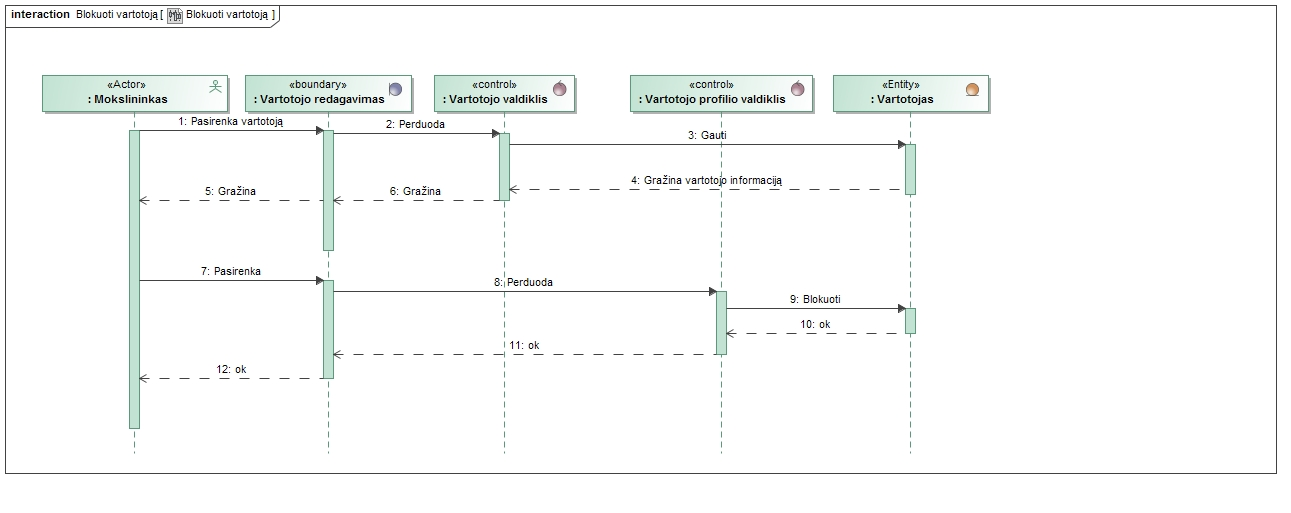 interaction Blokuoti vartotoją [ Blokuoti vartotoją ]
«Actor»
: Mokslininkas
«boundary»
: Vartotojo redagavimas
«control»
: Vartotojo valdiklis
«control»
: Vartotojo profilio valdiklis
«Entity»
: Vartotojas
1: Pasirenka vartotoją
2: Perduoda
3: Gauti
4: Gražina vartotojo informaciją
5: Gražina
6: Gražina
7: Pasirenka
8: Perduoda
9: Blokuoti
10: ok
11: ok
12: ok